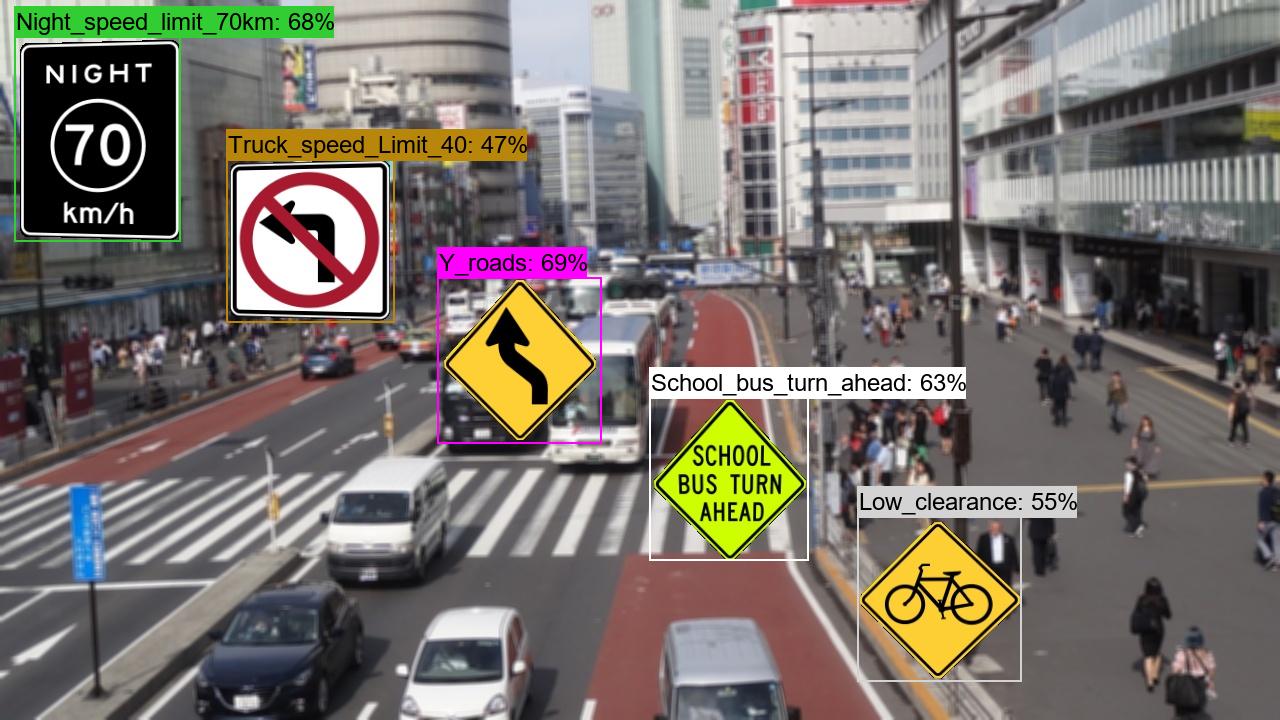 Night_speed_limit_70km: 68%
NIGHT
70
km/h
Truck_speed_Limit_40: 47%
Y_roads: 69%
School_bus_turn_ahead: 63%
SCHOOL
BUS TURN
AHEAD
Low_clearance: 55%